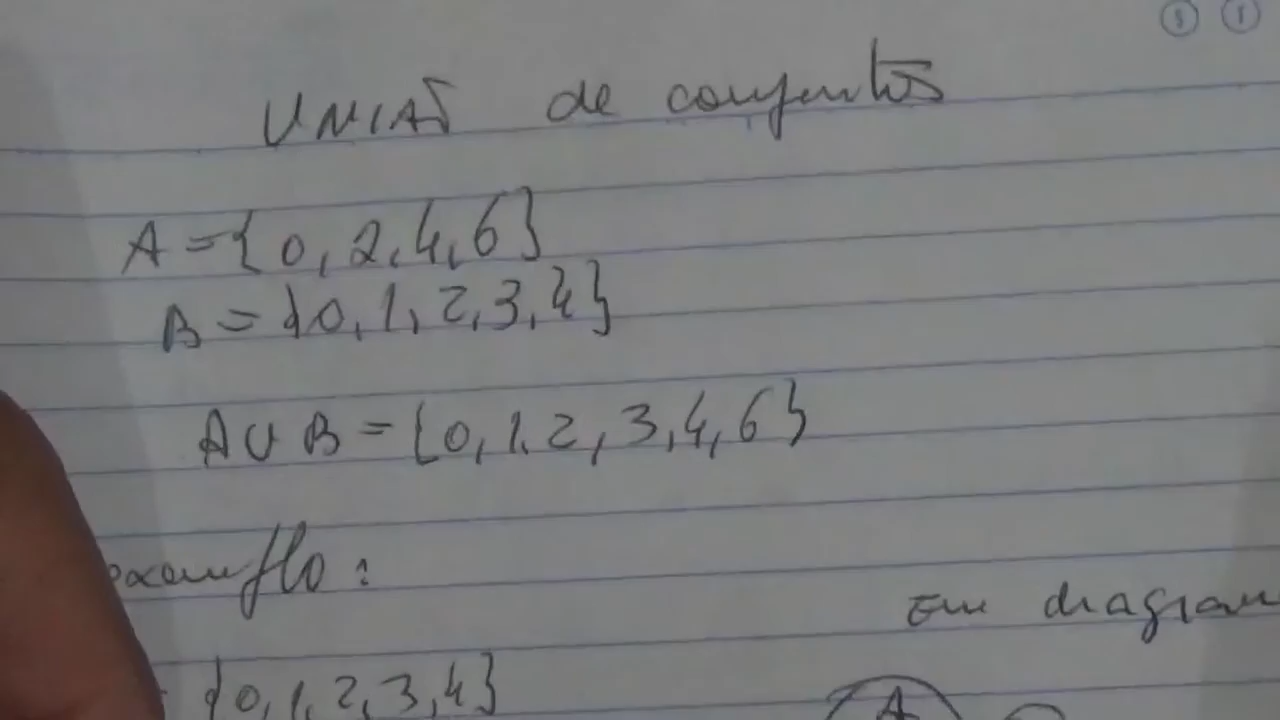 UNIÃO de conjuntos
A = {0, 2, 4, 6}
B = {0, 1, 2, 3, 4}
A ∪ B = {0, 1, 2, 3, 4, 6}
exemplo:
Em diagram
{0, 1, 2, 3, 4}
A